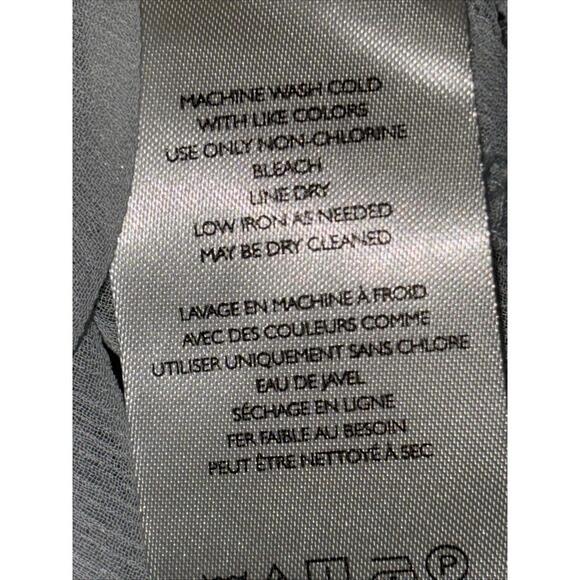 MACHINE WASH COLD
WITH LIKE COLORS
USE ONLY NON-CHLORINE
BLEACH
LINE DRY
LOW IRON AS NEEDED
MAY BE DRY CLEANED
LAVAGE EN MACHINE À FROID
AVEC DES COULEURS COMME
UTILISER UNIQUEMENT SANS CHLORE
EAU DE JAVEL
SÉCHAGE EN LIGNE
FER FAIBLE AU BESOIN
PEUT ÊTRE NETTOYÉ À SEC
P